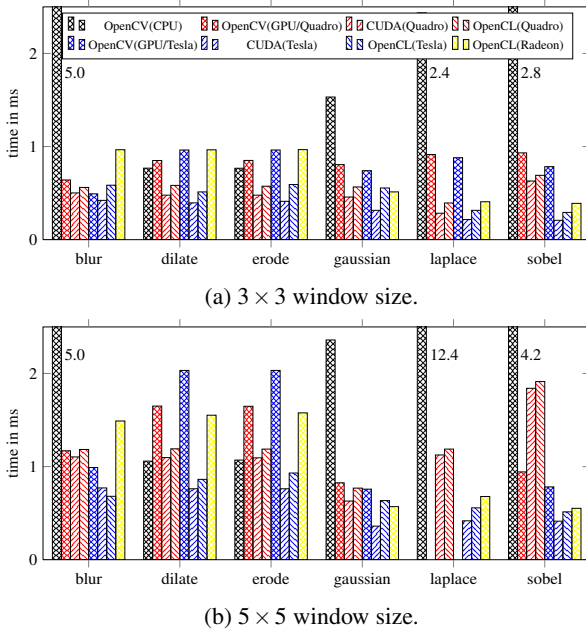 OpenCV(CPU) OpenCV(GPU/Quadro) CUDA(Quadro) OpenCL(Quadro)
OpenCV(GPU/Tesla) CUDA(Tesla) OpenCL(Tesla) OpenCL(Radeon)
5.0 2.4 2.8
time in ms
2
1
0
blur dilate erode gaussian laplace sobel
(a) 3 × 3 window size.
5.0 12.4 4.2
time in ms
2
1
0
blur dilate erode gaussian laplace sobel
(b) 5 × 5 window size.